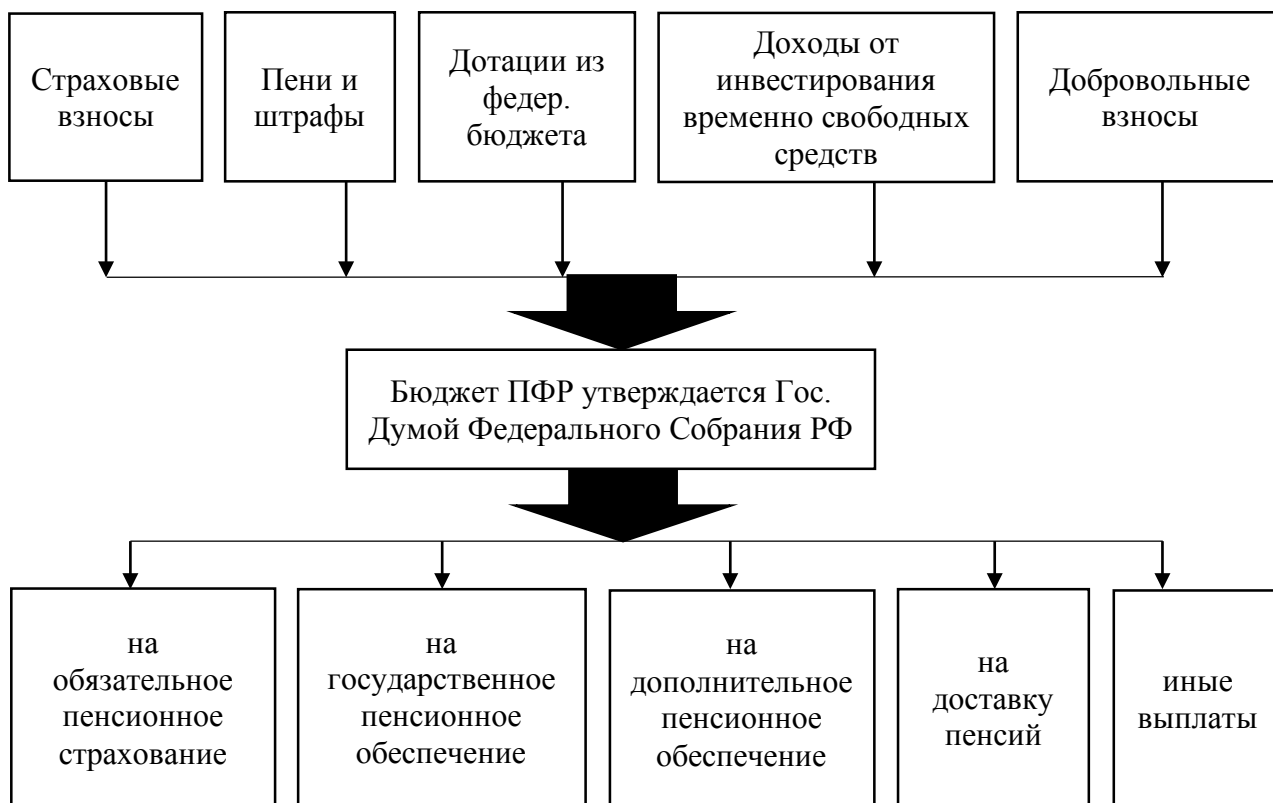 Страховые
взносы
Пени и
штрафы
Дотации из
федер.
бюджета
Доходы от
инвестирования
временно свободных
средств
Добровольные
взносы
Бюджет ПФР утверждается Гос.
Думой Федерального Собрания РФ
на
обязательное
пенсионное
страхование
на
государственное
пенсионное
обеспечение
на
дополнительное
пенсионное
обеспечение
на
доставку
пенсий
иные
выплаты